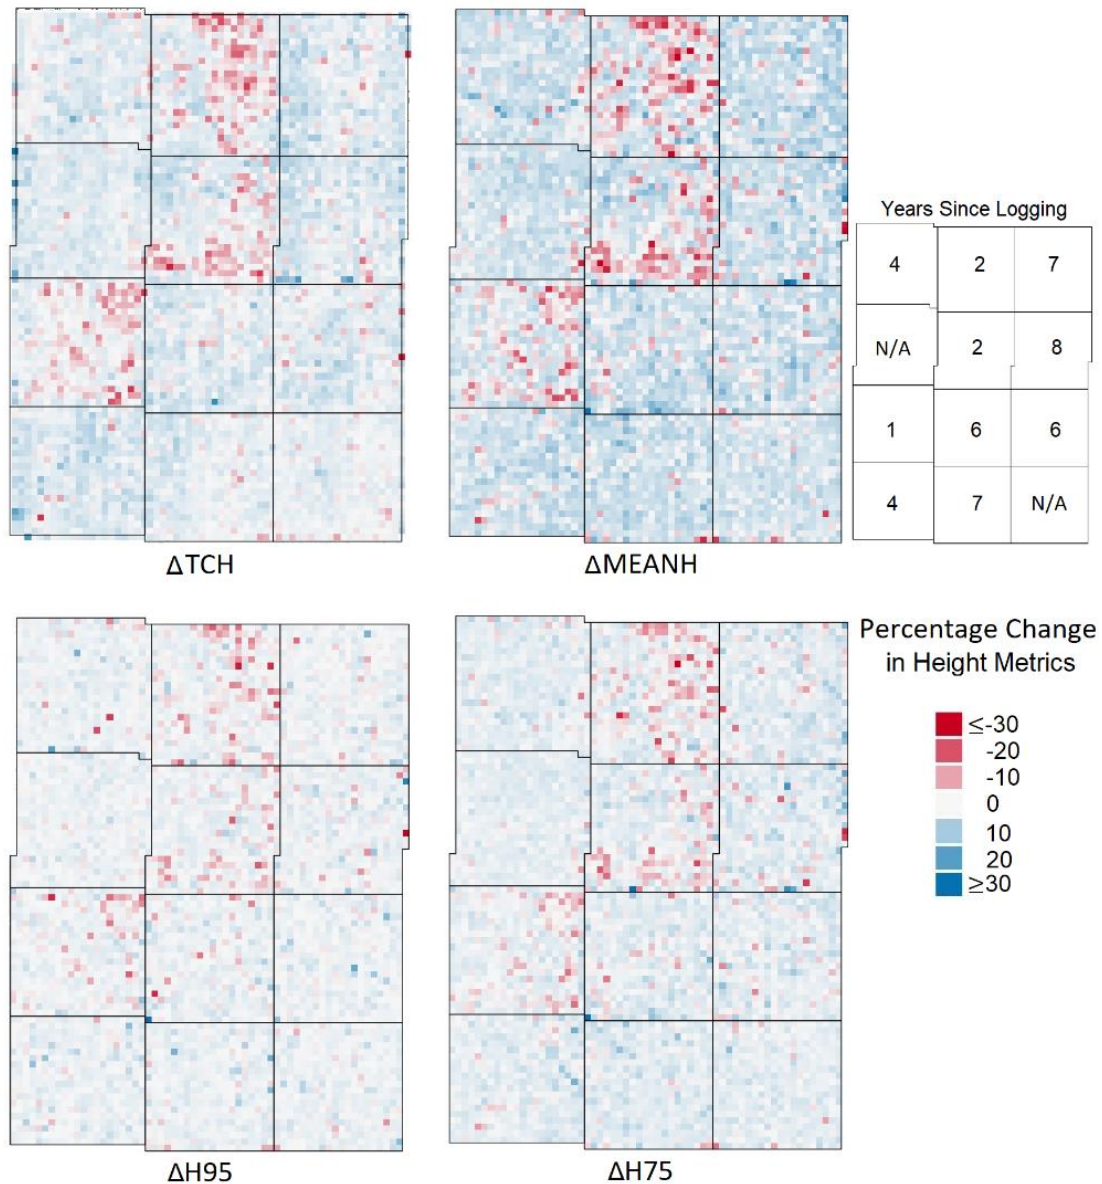 Years Since Logging
4 2 7
N/A 2 8
1 6 6
4 7 N/A
ΔTCH
ΔMEANH
Percentage Change
in Height Metrics
≤-30
-20
-10
0
10
20
≥30
ΔH95
ΔH75